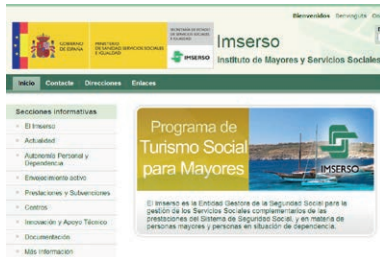 Bienvenidos Benvinguts
GOBIERNO
DE ESPAÑA
MINISTERIO
DE SANIDAD, SERVICIOS SOCIALES
E IGUALDAD
IMSERSO
Imserso
Instituto de Mayores y Servicios Sociales
Inicio Contacte Direcciones Enlaces
Secciones informativas
El Imserso
Actualidad
Autonomía Personal y
Dependencia
Envejecimiento activo
Prestaciones y Subvenciones
Centros
Innovación y Apoyo Técnico
Documentación
Más información
Programa de
Turismo Social
para Mayores
IMSERSO
El Imserso es la Entidad Gestora de la Seguridad Social para la
gestión de los Servicios Sociales complementarios de las
prestaciones del Sistema de Seguridad Social, y en materia de
personas mayores y personas en situación de dependencia.